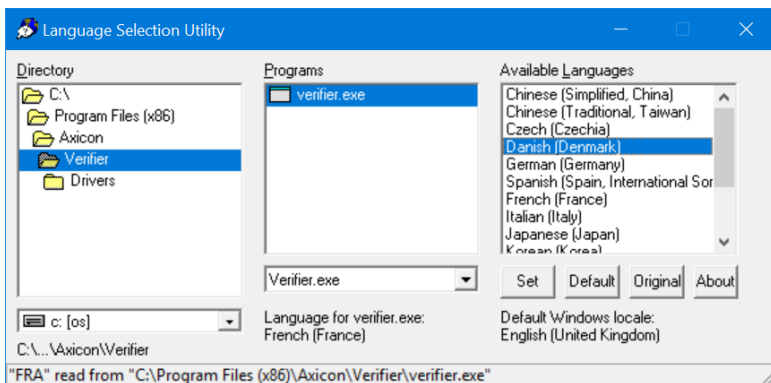 Language Selection Utility
Directory
C:\
Program Files (x86)
Axicon
Verifier
Drivers
c: [os]
C:\...\Axicon\Verifier
Programs
verifier.exe
Verifier.exe
Language for verifier.exe:
French (France)
Available Languages
Chinese (Simplified, China)
Chinese (Traditional, Taiwan)
Czech (Czechia)
Danish (Denmark)
German (Germany)
Spanish (Spain, International Sor
French (France)
Italian (Italy)
Japanese (Japan)
Korean (Korea)
Set Default Original About
Default Windows locale:
English (United Kingdom)
"FRA" read from "C:\Program Files (x86)\Axicon\Verifier\verifier.exe"